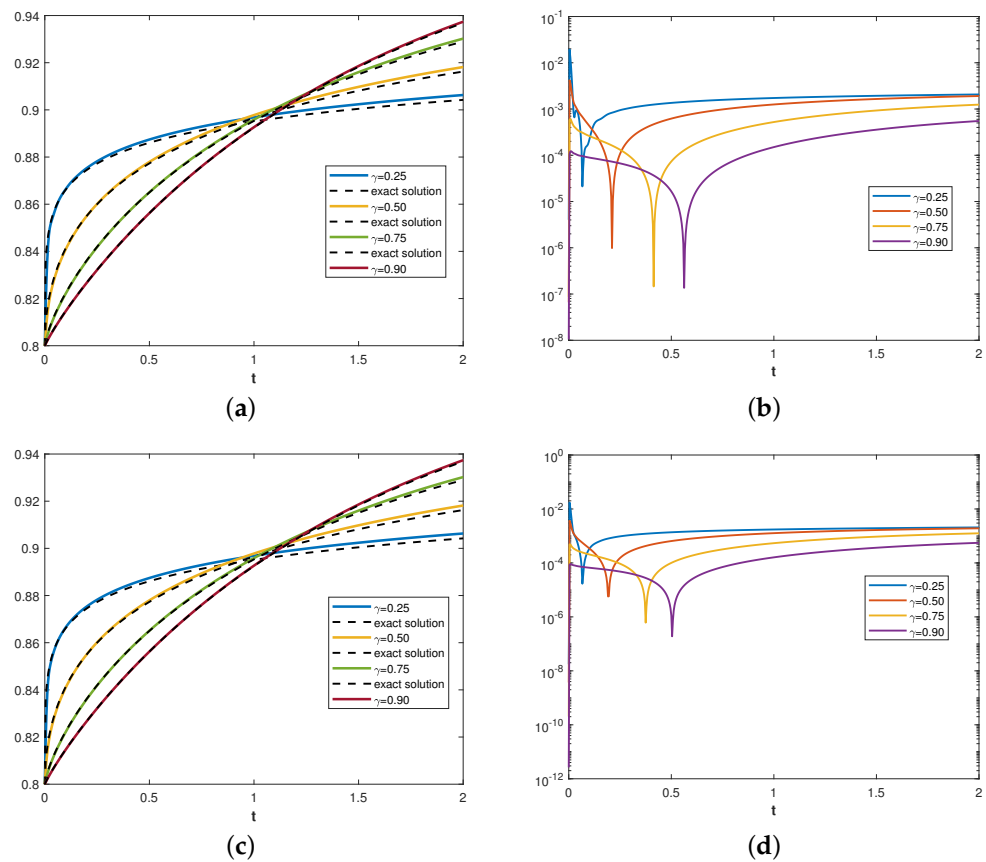 0.94
0.92
0.9
0.88
0.86
0.84
0.82
0.8
0
0.5
1
1.5
2
t
γ=0.25
exact solution
γ=0.50
exact solution
γ=0.75
exact solution
γ=0.90
(a)
10^-1
10^-2
10^-3
10^-4
10^-5
10^-6
10^-7
10^-8
0
0.5
1
1.5
2
t
γ=0.25
γ=0.50
γ=0.75
γ=0.90
(b)
0.94
0.92
0.9
0.88
0.86
0.84
0.82
0.8
0
0.5
1
1.5
2
t
γ=0.25
exact solution
γ=0.50
exact solution
γ=0.75
exact solution
γ=0.90
(c)
10^0
10^-2
10^-4
10^-6
10^-8
10^-10
10^-12
0
0.5
1
1.5
2
t
γ=0.25
γ=0.50
γ=0.75
γ=0.90
(d)